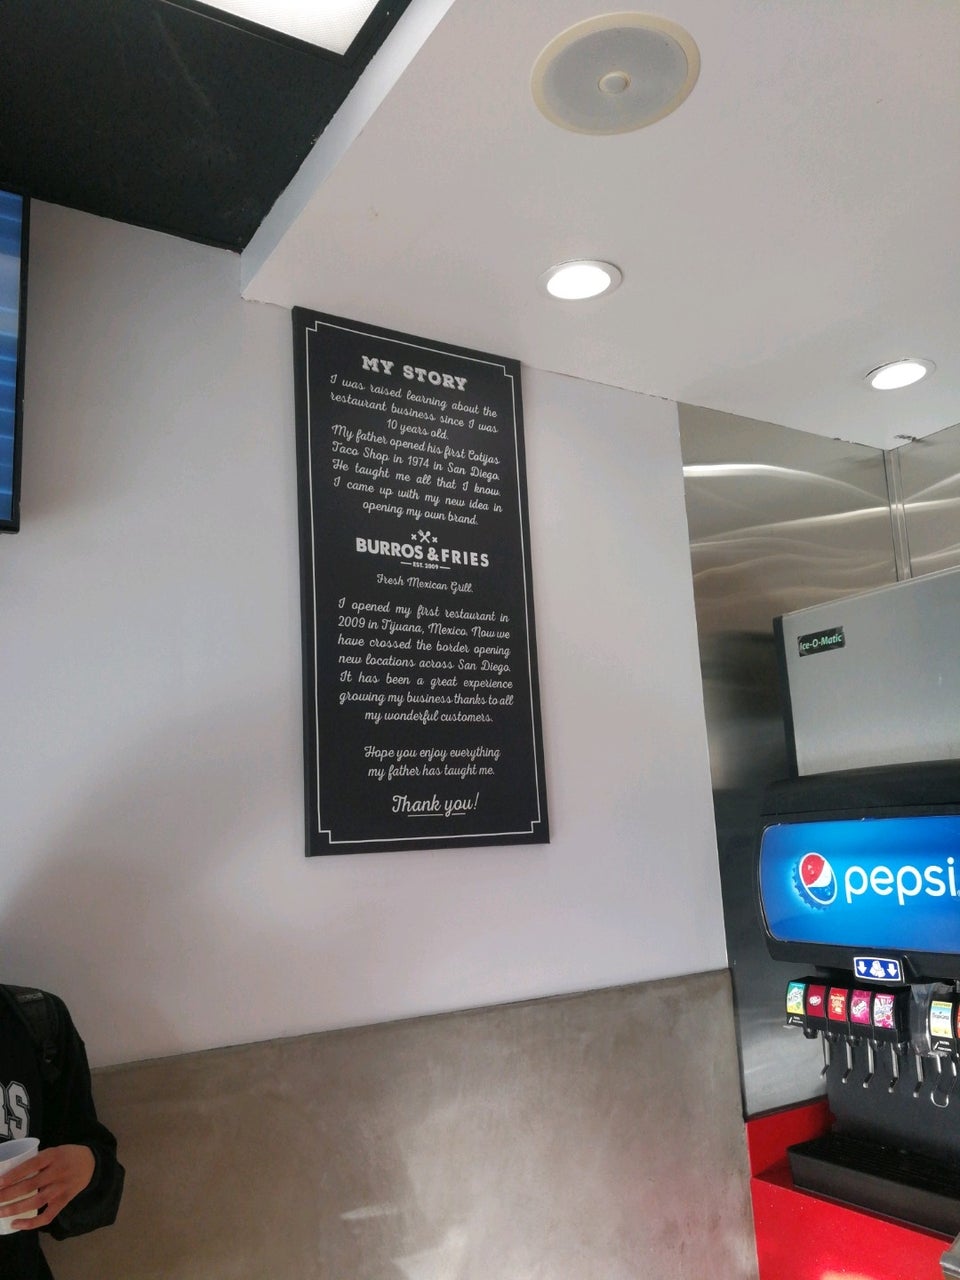 MY STORY
I was raised learning about the
restaurant business since I was
10 years old.
My father opened his first Cotijas
Taco Shop in 1974 in San Diego.
He taught me all that I know.
I came up with my new idea in
opening my own brand.
BURROS & FRIES
EST. 2009
Fresh Mexican Grill.
I opened my first restaurant in
2009 in Tijuana, Mexico. Now we
have crossed the border opening
new locations across San Diego.
It has been a great experience
growing my business thanks to all
my wonderful customers.
Hope you enjoy everything
my father has taught me.
Thank you!
Ice-O-Matic
pepsi
RS